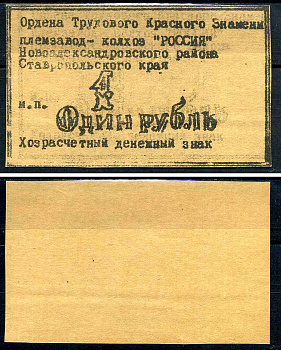 Ордена Трудового Красного Знамени
племзавод- колхоз "РОССИЯ"
Новоалександровского района
Ставропольского края
1
м.п.
Один рубль
Хозрасчетный денежный знак